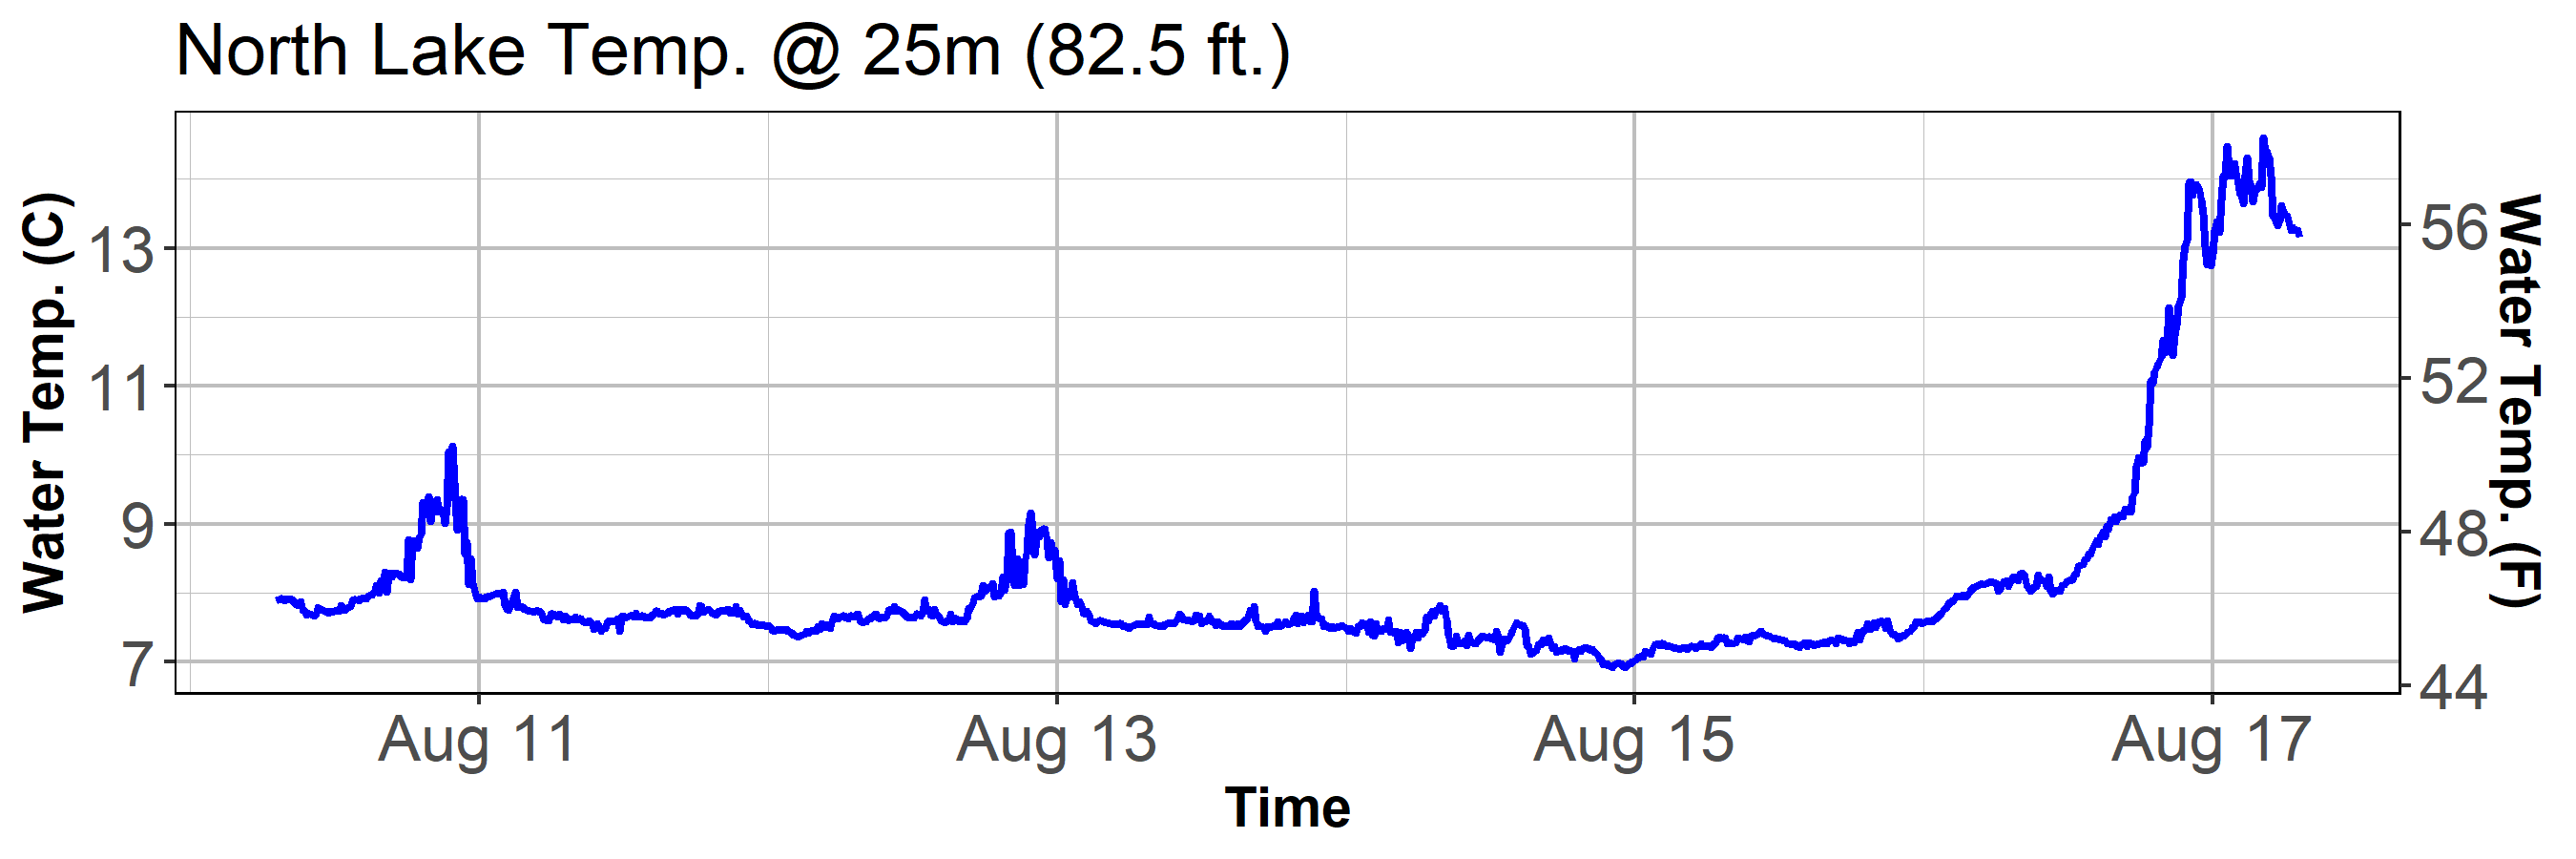 North Lake Temp. @ 25m (82.5 ft.)
Water Temp. (C)
13
11
9
7
56
52
48
44
Water Temp. (F)
Aug 11 Aug 13 Aug 15 Aug 17
Time